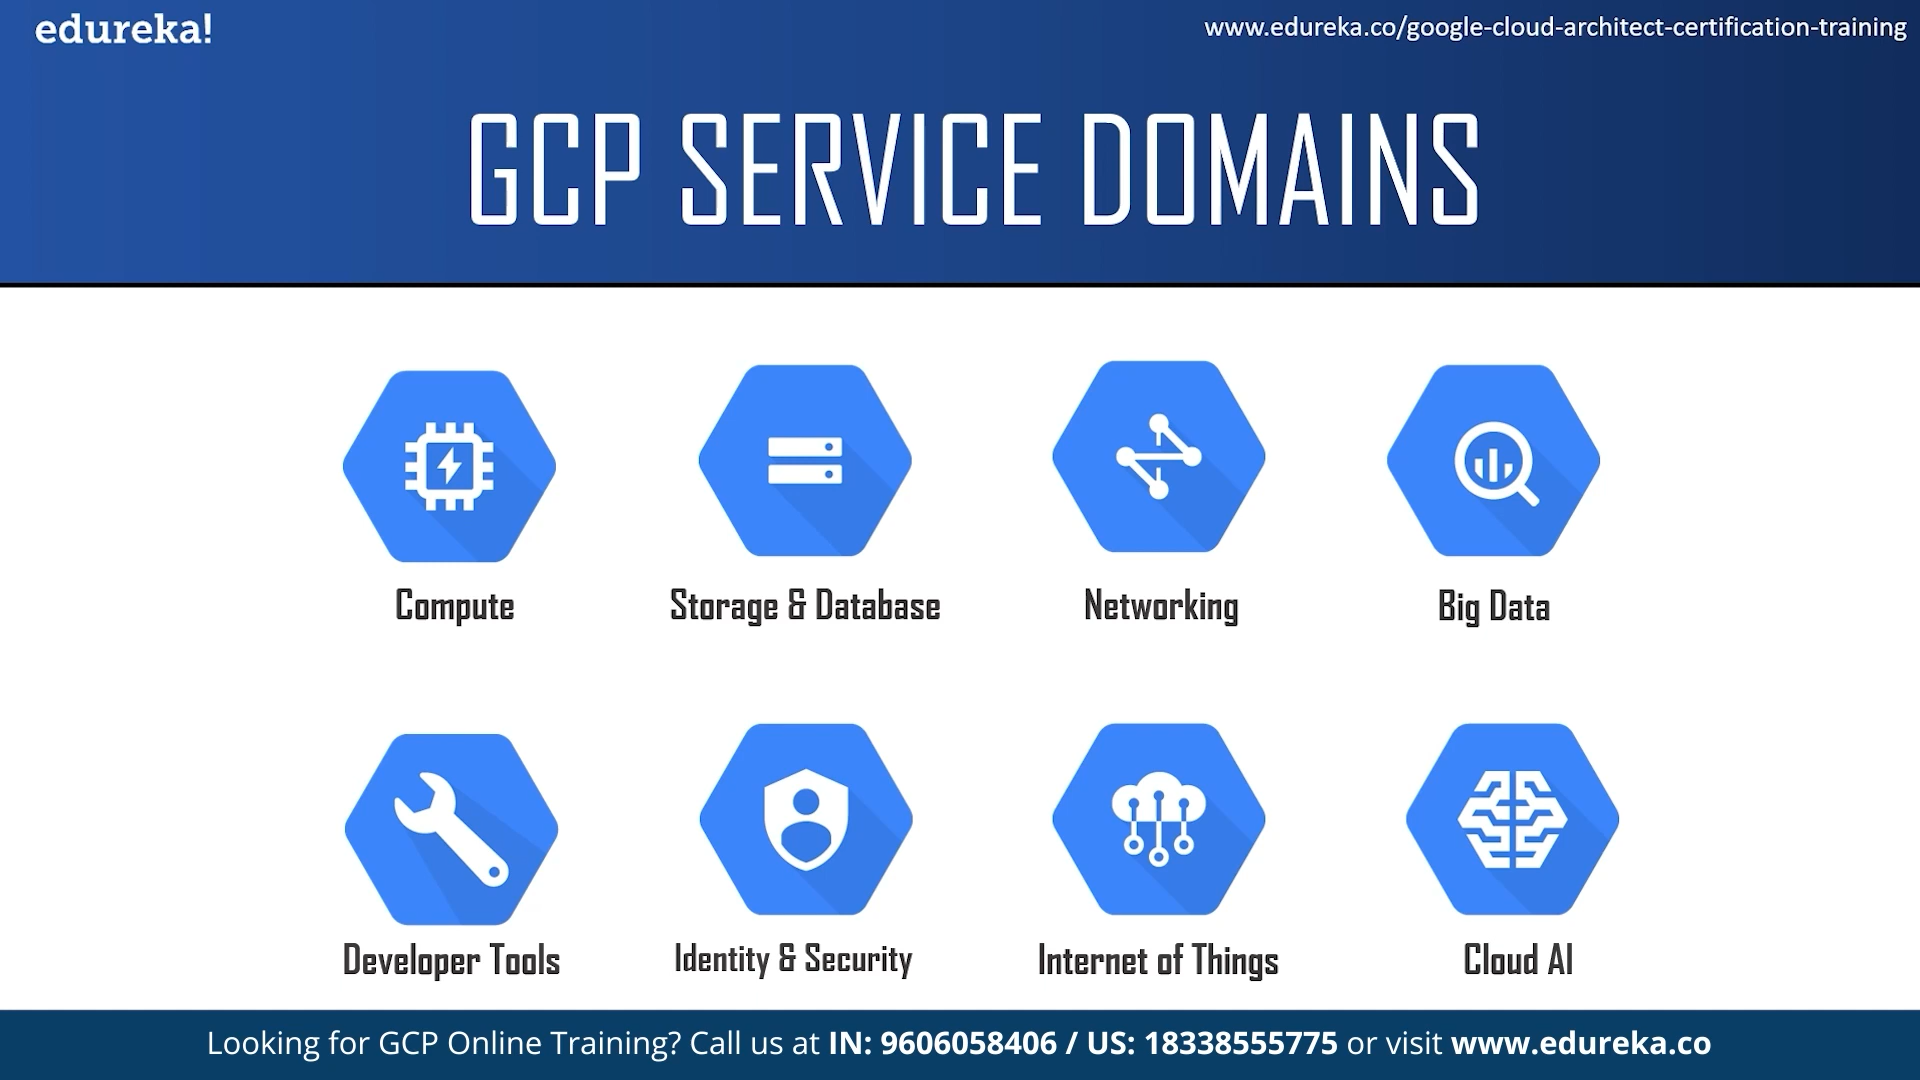 edureka!
www.edureka.co/google-cloud-architect-certification-training
GCP SERVICE DOMAINS
Compute
Storage & Database
Networking
Big Data
Developer Tools
Identity & Security
Internet of Things
Cloud AI
Looking for GCP Online Training? Call us at IN: 9606058406 / US: 18338555775 or visit www.edureka.co